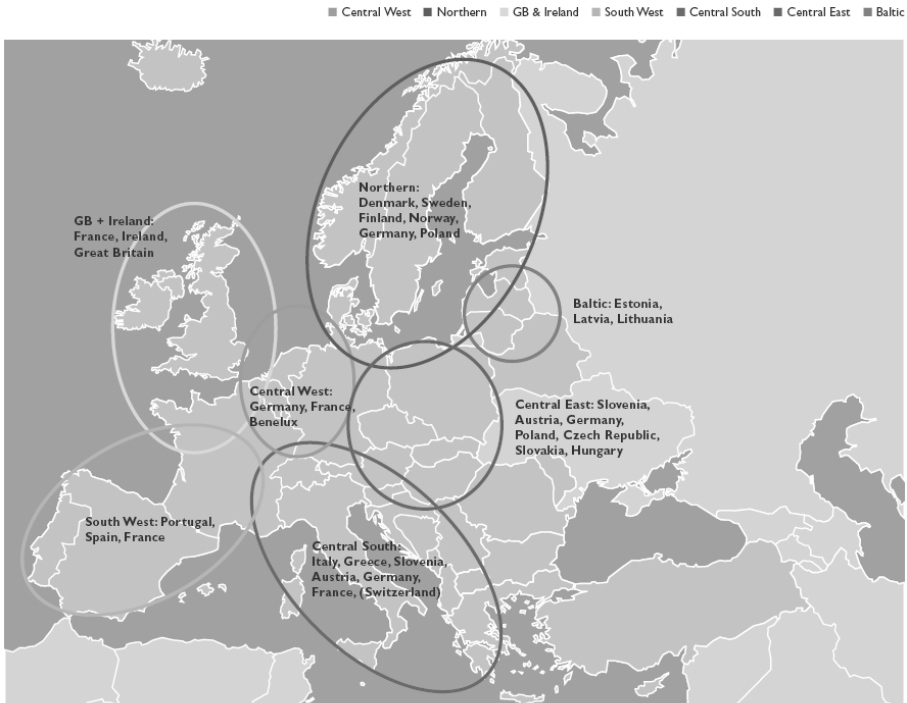 Central West Northern GB & Ireland South West Central South Central East Baltic
Northern:
Denmark, Sweden,
Finland, Norway,
Germany, Poland
GB + Ireland:
France, Ireland,
Great Britain
Baltic: Estonia,
Latvia, Lithuania
Central West:
Germany, France,
Benelux
Central East: Slovenia,
Austria, Germany,
Poland, Czech Republic,
Slovakia, Hungary
South West: Portugal,
Spain, France
Central South:
Italy, Greece, Slovenia,
Austria, Germany,
France, (Switzerland)